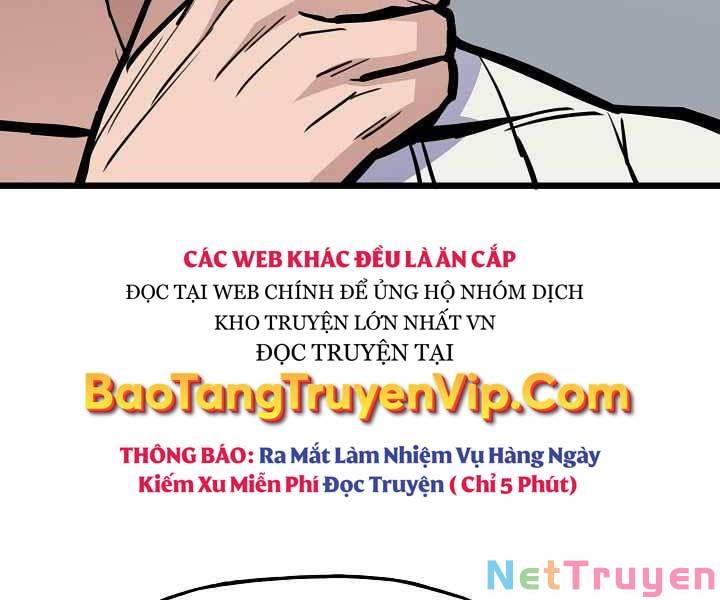 CÁC WEB KHÁC ĐỀU LÀ ĂN CẮP
ĐỌC TẠI WEB CHÍNH ĐỂ ỦNG HỘ NHÓM DỊCH
KHO TRUYỆN LỚN NHẤT VN
ĐỌC TRUYỆN TẠI
BaoTangTruyenVip.Com
THÔNG BÁO: Ra Mắt Làm Nhiệm Vụ Hàng Ngày
Kiếm Xu Miễn Phí Đọc Truyện ( Chỉ 5 Phút)
NetTruyen